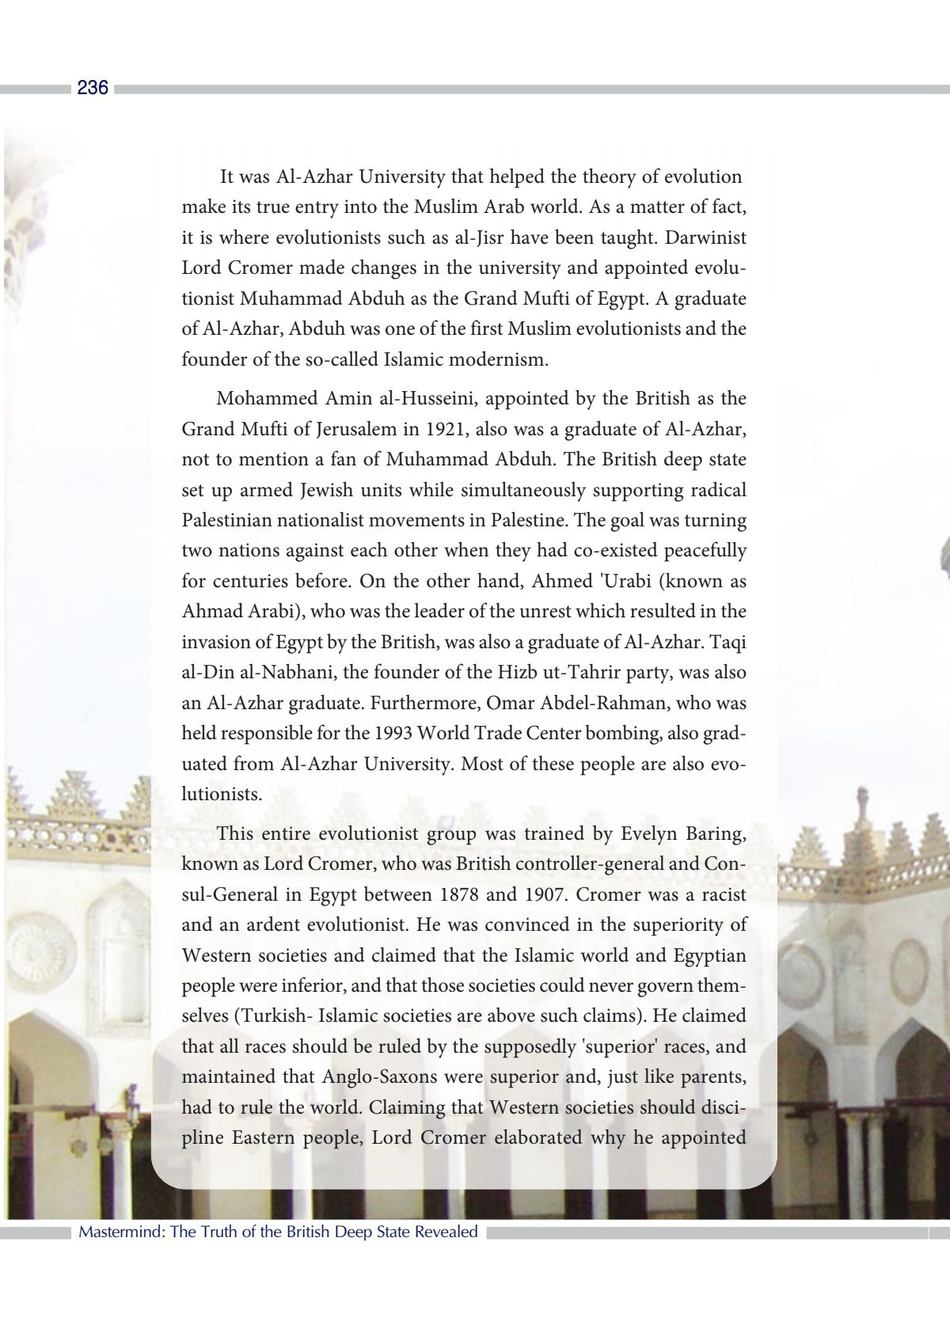 236
It was Al-Azhar University that helped the theory of evolution
make its true entry into the Muslim Arab world. As a matter of fact,
it is where evolutionists such as al-Jisr have been taught. Darwinist
Lord Cromer made changes in the university and appointed evolu-
tionist Muhammad Abduh as the Grand Mufti of Egypt. A graduate
of Al-Azhar, Abduh was one of the first Muslim evolutionists and the
founder of the so-called Islamic modernism.
Mohammed Amin al-Husseini, appointed by the British as the
Grand Mufti of Jerusalem in 1921, also was a graduate of Al-Azhar,
not to mention a fan of Muhammad Abduh. The British deep state
set up armed Jewish units while simultaneously supporting radical
Palestinian nationalist movements in Palestine. The goal was turning
two nations against each other when they had co-existed peacefully
for centuries before. On the other hand, Ahmed 'Urabi (known as
Ahmad Arabi), who was the leader of the unrest which resulted in the
invasion of Egypt by the British, was also a graduate of Al-Azhar. Taqi
al-Din al-Nabhani, the founder of the Hizb ut-Tahrir party, was also
an Al-Azhar graduate. Furthermore, Omar Abdel-Rahman, who was
held responsible for the 1993 World Trade Center bombing, also grad-
uated from Al-Azhar University. Most of these people are also evo-
lutionists.
This entire evolutionist group was trained by Evelyn Baring,
known as Lord Cromer, who was British controller-general and Con-
sul-General in Egypt between 1878 and 1907. Cromer was a racist
and an ardent evolutionist. He was convinced in the superiority of
Western societies and claimed that the Islamic world and Egyptian
people were inferior, and that those societies could never govern them-
selves (Turkish- Islamic societies are above such claims). He claimed
that all races should be ruled by the supposedly 'superior' races, and
maintained that Anglo-Saxons were superior and, just like parents,
had to rule the world. Claiming that Western societies should disci-
pline Eastern people, Lord Cromer elaborated why he appointed
Mastermind: The Truth of the British Deep State Revealed